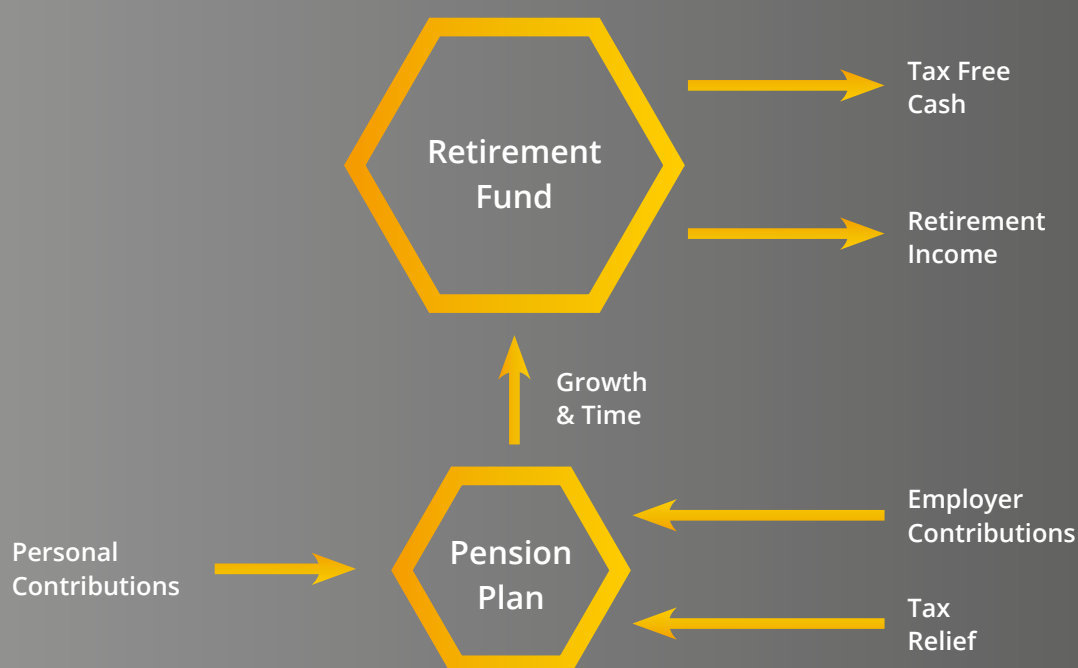 Tax Free
Cash
Retirement
Fund
Retirement
Income
Growth
& Time
Employer
Contributions
Personal
Contributions
Pension
Plan
Tax
Relief